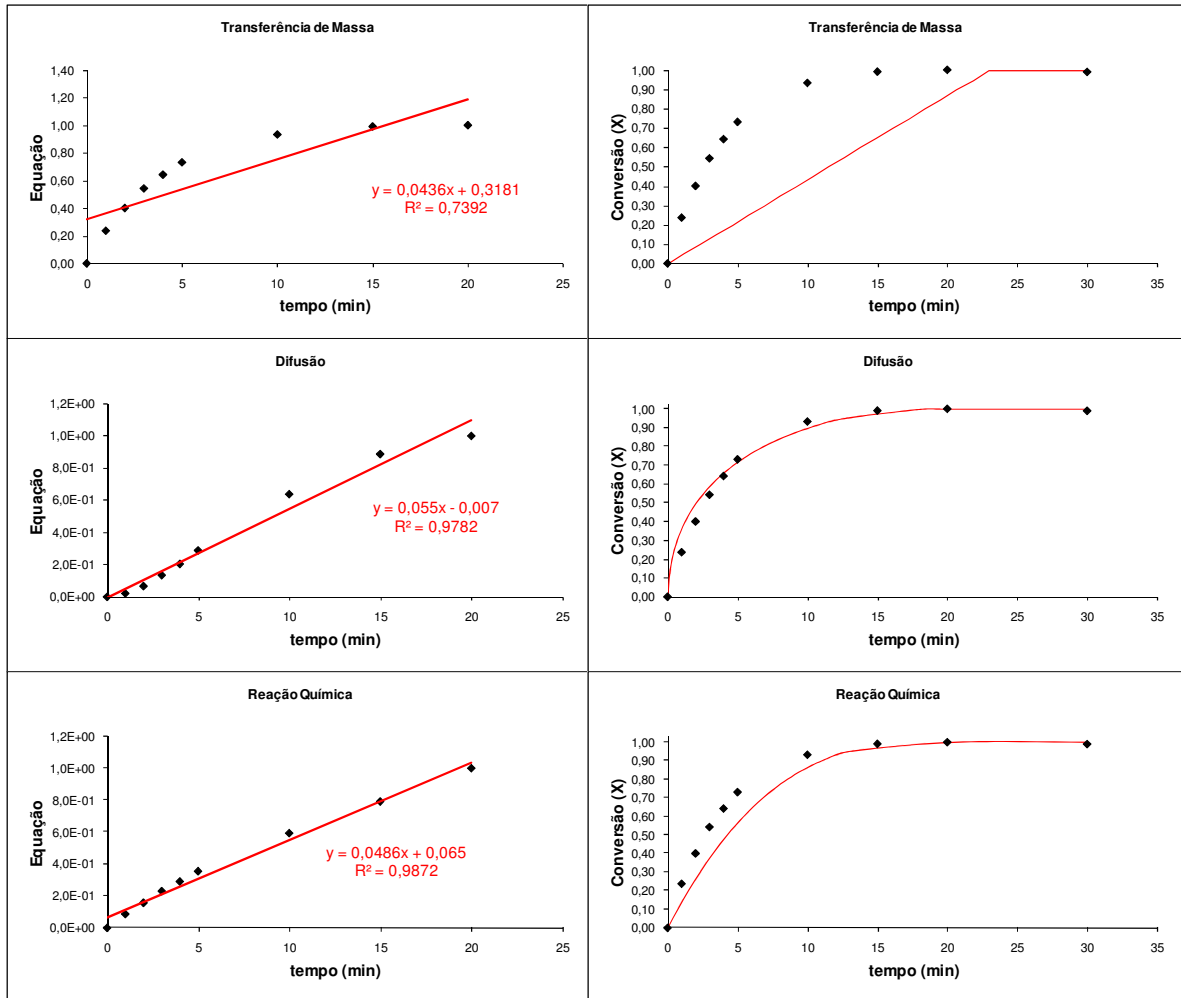 Transferência de Massa
1,40
1,20
1,00
0,80
0,60
0,40
0,20
0,00
Equação
y = 0,0436x + 0,3181
R² = 0,7392
0 5 10 15 20 25
tempo (min)
Transferência de Massa
1,00
0,90
0,80
0,70
0,60
0,50
0,40
0,30
0,20
0,10
0,00
Conversão (X)
0 5 10 15 20 25 30 35
tempo (min)
Difusão
1,2E+00
1,0E+00
8,0E-01
6,0E-01
4,0E-01
2,0E-01
0,0E+00
Equação
y = 0,055x - 0,007
R² = 0,9782
0 5 10 15 20 25
tempo (min)
Difusão
1,00
0,90
0,80
0,70
0,60
0,50
0,40
0,30
0,20
0,10
0,00
Conversão (X)
0 5 10 15 20 25 30 35
tempo (min)
Reação Química
1,2E+00
1,0E+00
8,0E-01
6,0E-01
4,0E-01
2,0E-01
0,0E+00
Equação
y = 0,0486x + 0,065
R² = 0,9872
0 5 10 15 20 25
tempo (min)
Reação Química
1,00
0,90
0,80
0,70
0,60
0,50
0,40
0,30
0,20
0,10
0,00
Conversão (X)
0 5 10 15 20 25 30 35
tempo (min)